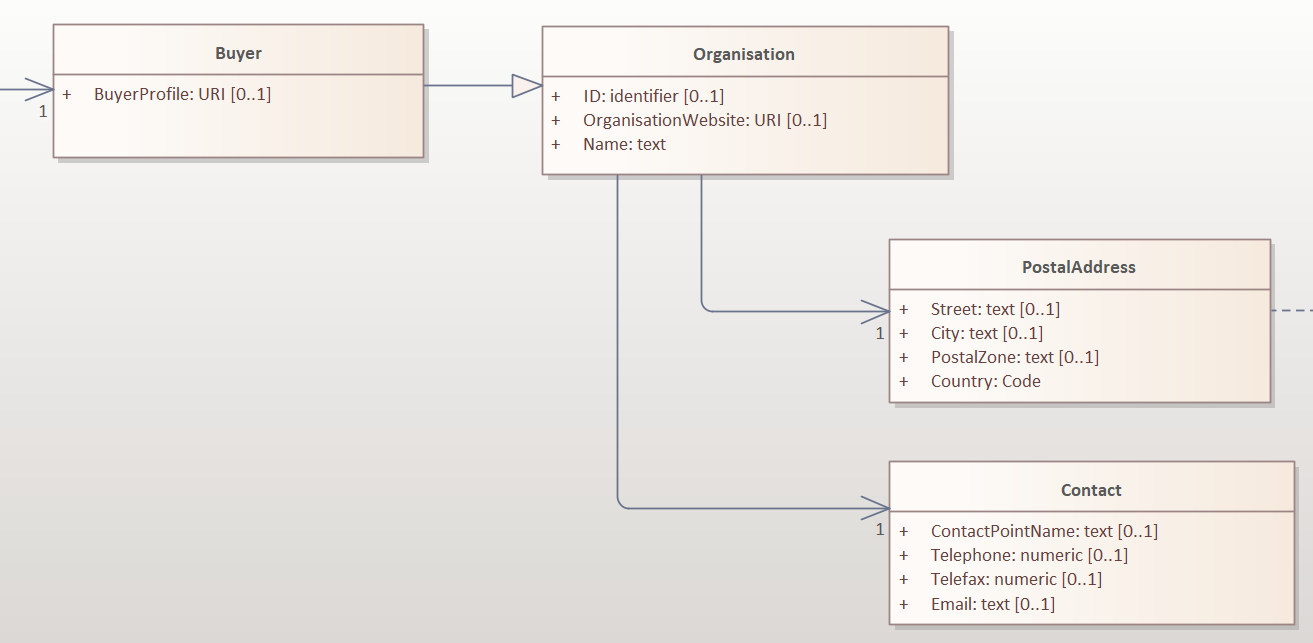 Buyer
+ BuyerProfile: URI [0..1]
1
Organisation
+ ID: identifier [0..1]
+ OrganisationWebsite: URI [0..1]
+ Name: text
PostalAddress
+ Street: text [0..1]
+ City: text [0..1]
+ PostalZone: text [0..1]
+ Country: Code
1
Contact
+ ContactPointName: text [0..1]
+ Telephone: numeric [0..1]
+ Telefax: numeric [0..1]
+ Email: text [0..1]
1